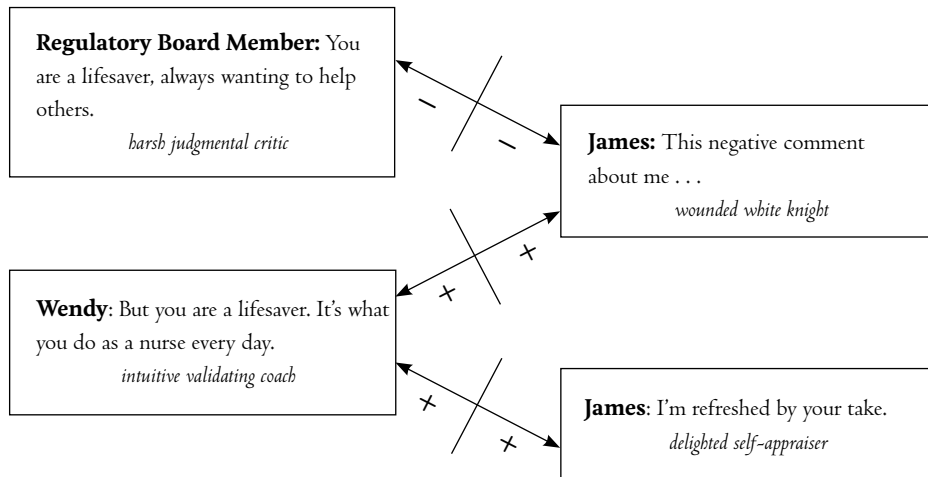 Regulatory Board Member: You
are a lifesaver, always wanting to help
others.
harsh judgmental critic
– –
James: This negative comment
about me . . .
wounded white knight
+ +
Wendy: But you are a lifesaver. It’s what
you do as a nurse every day.
intuitive validating coach
+ +
James: I’m refreshed by your take.
delighted self-appraiser